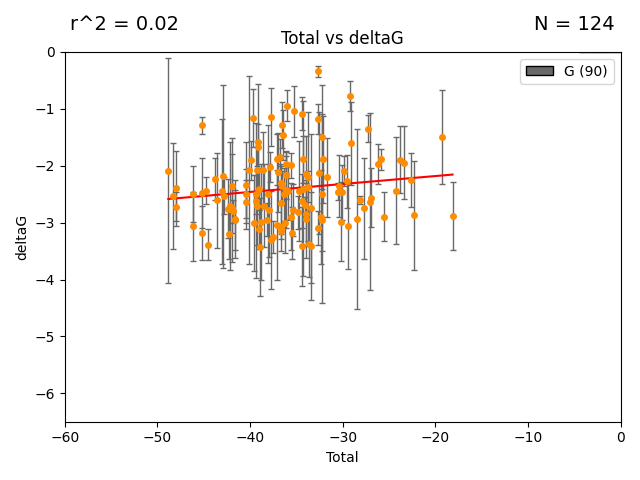 r^2 = 0.02
N = 124
Total vs deltaG
G (90)
0
−1
−2
−3
−4
−5
−6
deltaG
−60
−50
−40
−30
−20
−10
0
Total